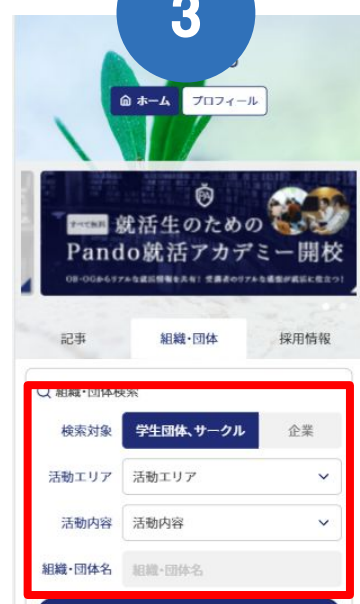 3
ホーム プロフィール
PA
すべて無料 就活生のための
Pando就活アカデミー開校
OB・OGからリアルな就活情報を共有! 受講者のリアルな感想が就活に役立つ!
記事 組織・団体 採用情報
組織・団体検索
検索対象 学生団体、サークル 企業
活動エリア 活動エリア
活動内容 活動内容
組織・団体名 組織・団体名